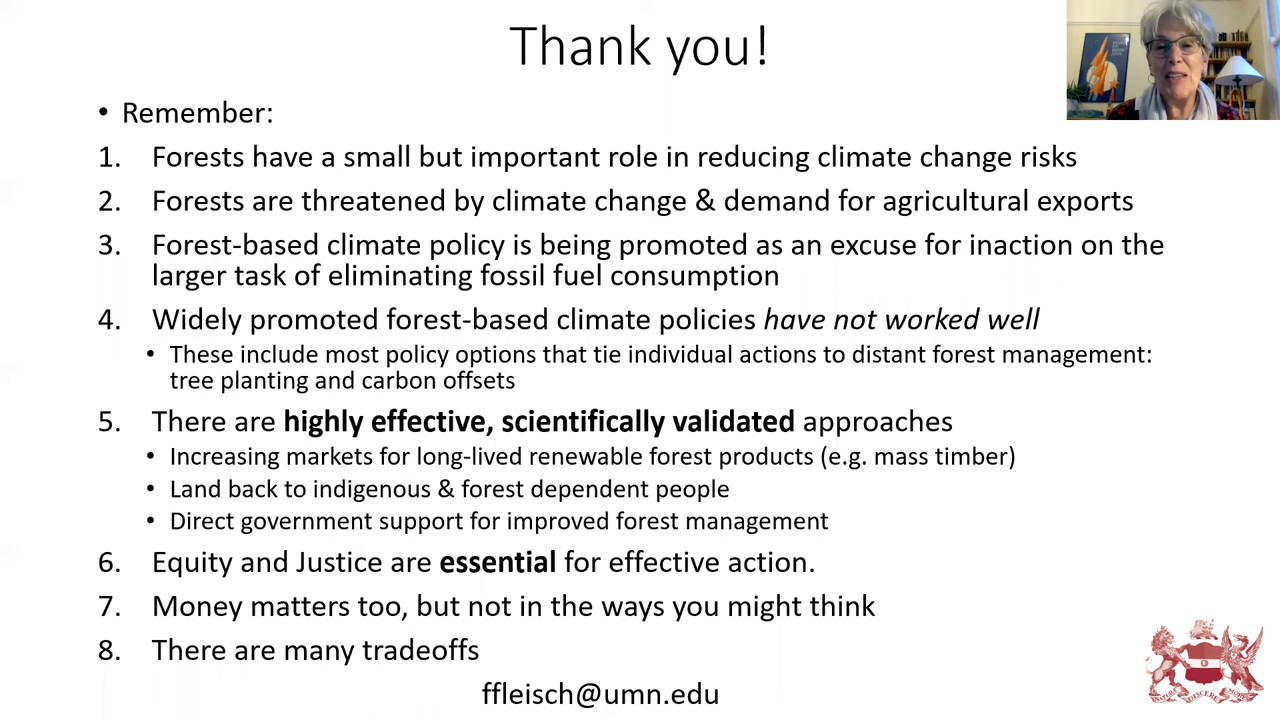 Thank you!
• Remember:
1. Forests have a small but important role in reducing climate change risks
2. Forests are threatened by climate change & demand for agricultural exports
3. Forest-based climate policy is being promoted as an excuse for inaction on the
larger task of eliminating fossil fuel consumption
4. Widely promoted forest-based climate policies have not worked well
• These include most policy options that tie individual actions to distant forest management:
tree planting and carbon offsets
5. There are highly effective, scientifically validated approaches
• Increasing markets for long-lived renewable forest products (e.g. mass timber)
• Land back to indigenous & forest dependent people
• Direct government support for improved forest management
6. Equity and Justice are essential for effective action.
7. Money matters too, but not in the ways you might think
8. There are many tradeoffs
ffleisch@umn.edu